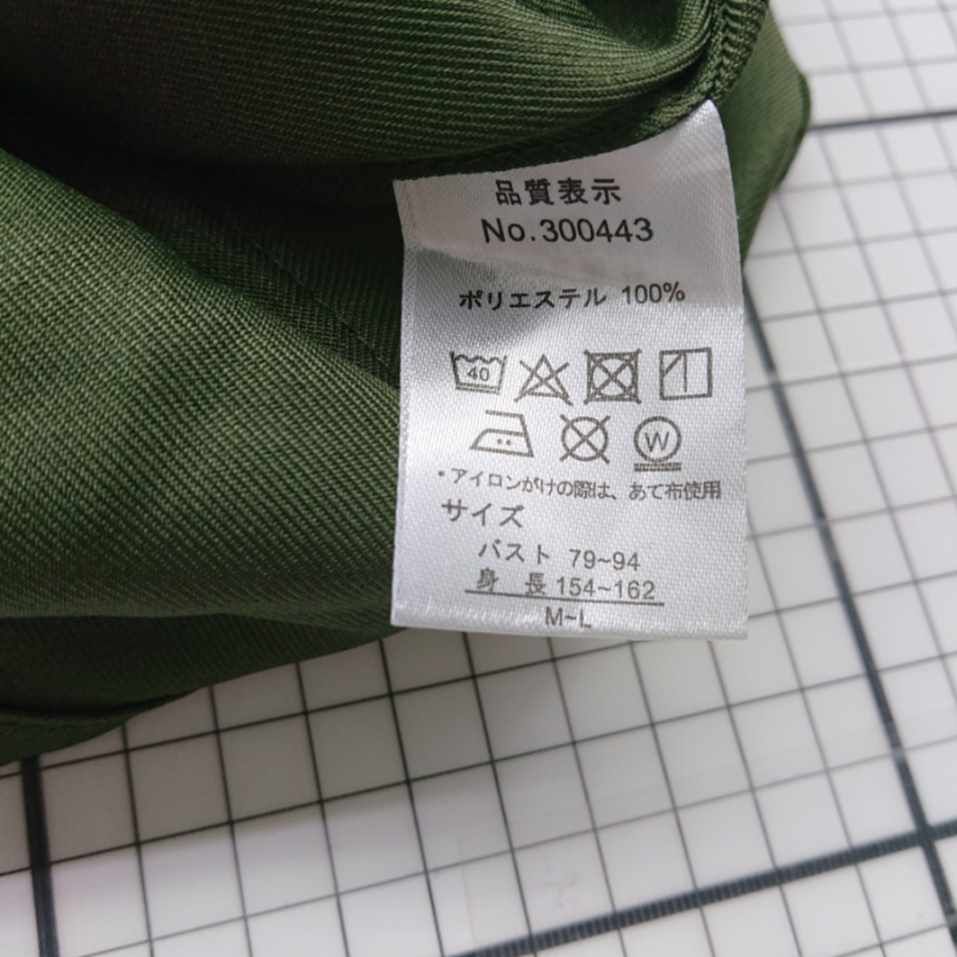 品質表示
No.300443
ポリエステル 100%
40
W
・アイロンがけの際は、あて布使用
サイズ
バスト 79~94
身 長 154~162
M~L